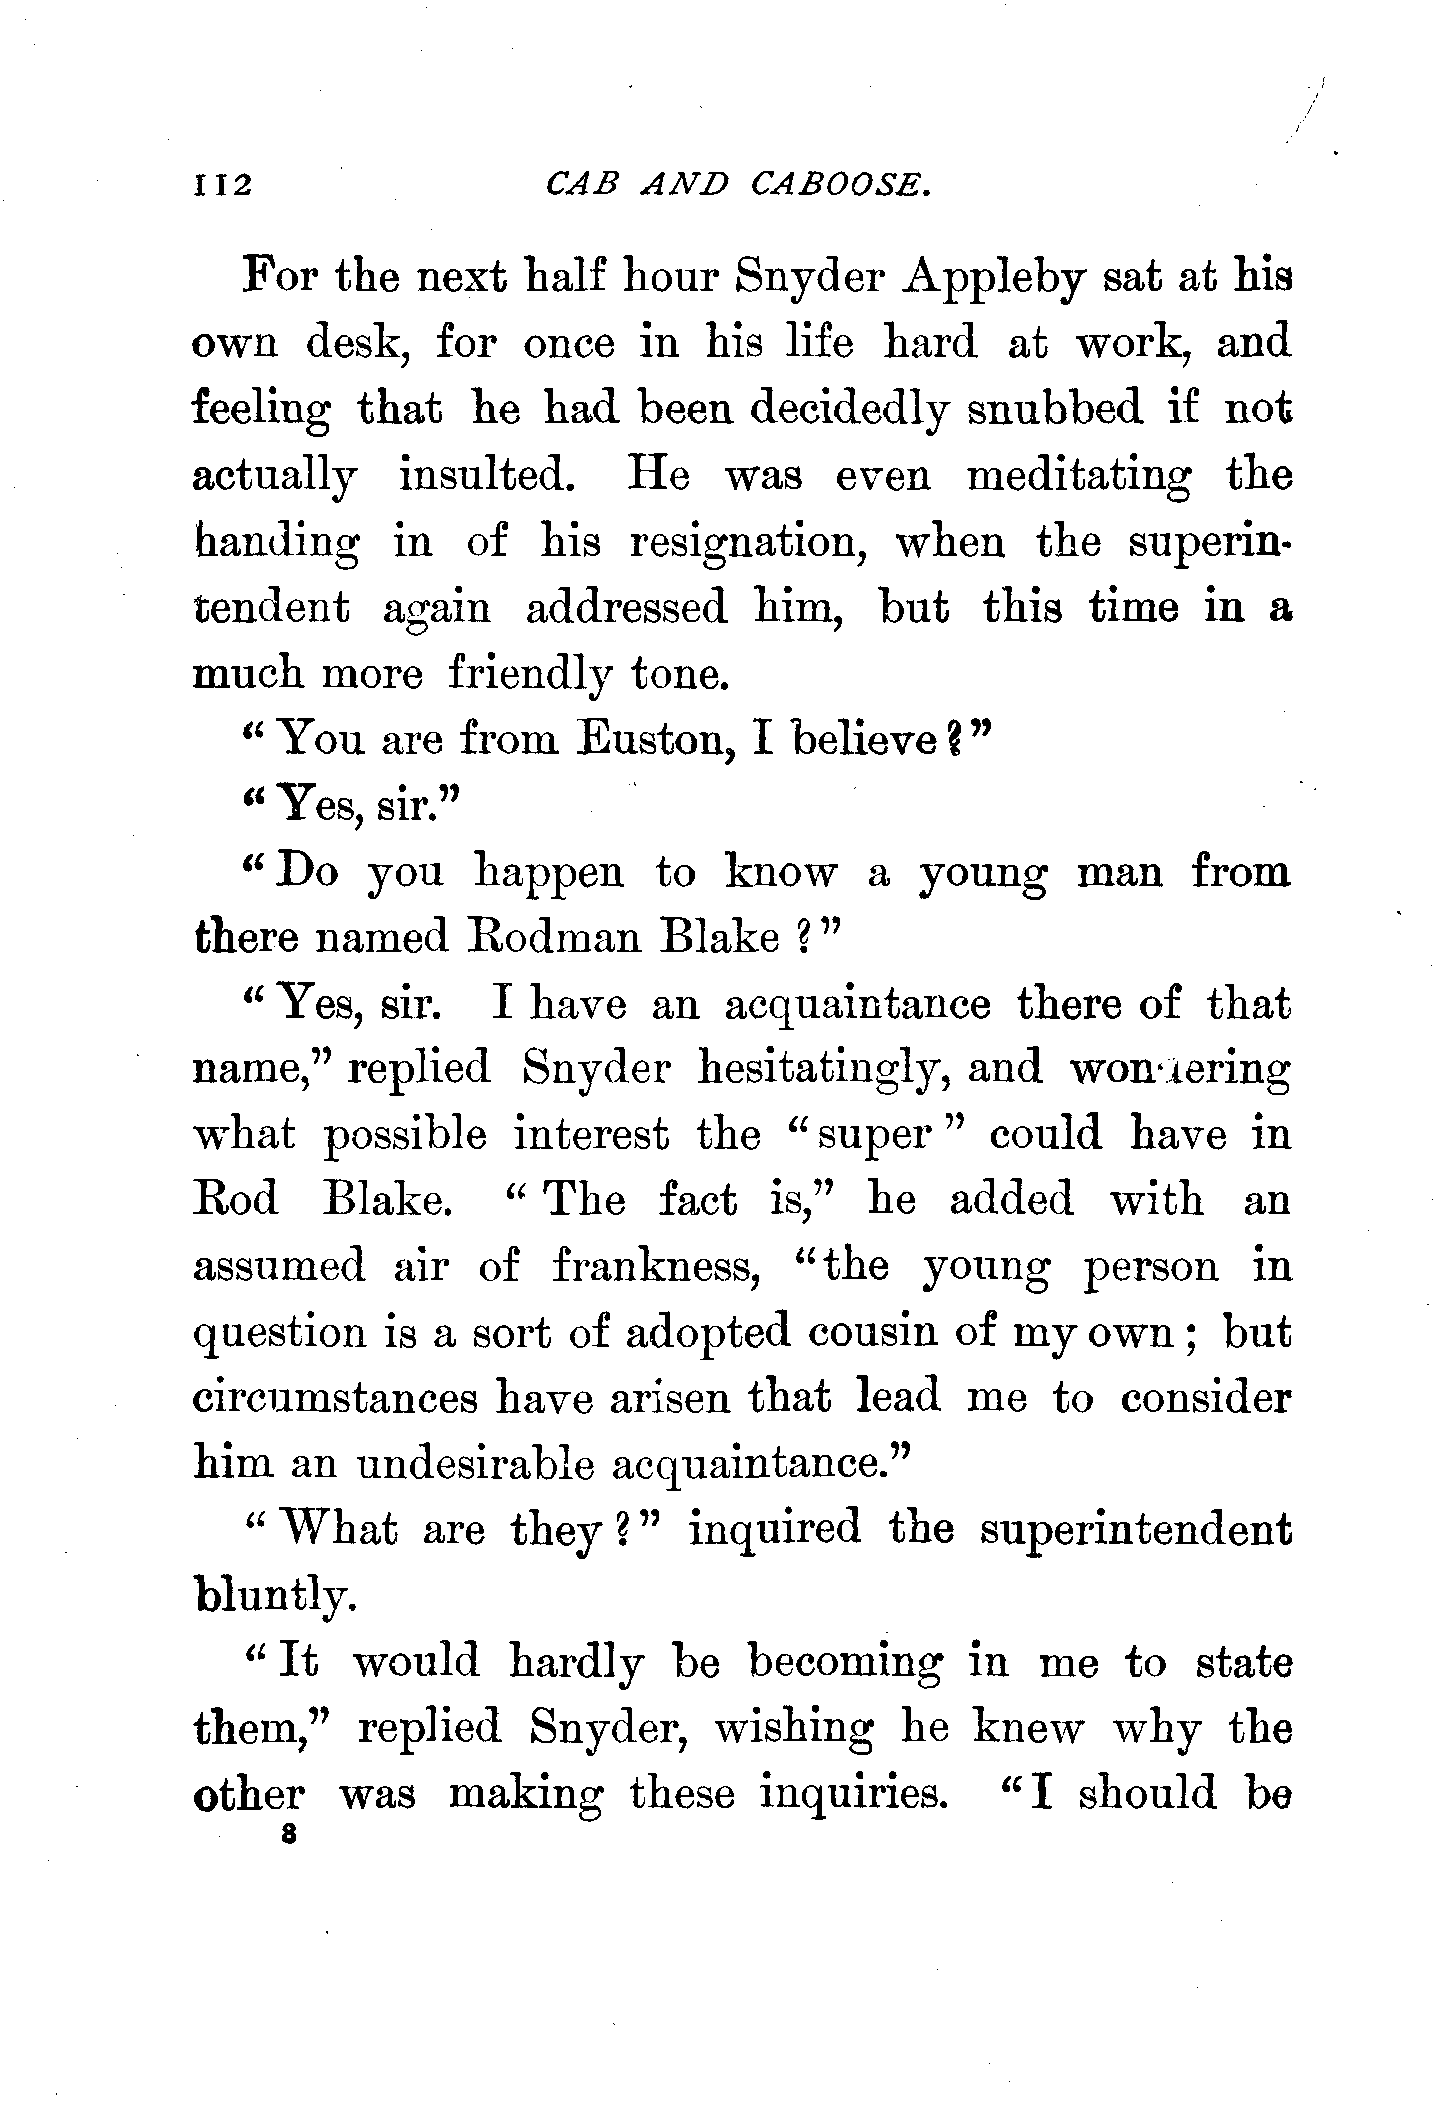 112 CAB AND CABOOSE.
For the next half hour Snyder Appleby sat at his
own desk, for once in his life hard at work, and
feeling that he had been decidedly snubbed if not
actually insulted. He was even meditating the
handing in of his resignation, when the superin-
tendent again addressed him, but this time in a
much more friendly tone.
“ You are from Euston, I believe ? ”
“ Yes, sir.”
“ Do you happen to know a young man from
there named Rodman Blake ? ”
“ Yes, sir. I have an acquaintance there of that
name,” replied Snyder hesitatingly, and wondering
what possible interest the “ super ” could have in
Rod Blake. “ The fact is,” he added with an
assumed air of frankness, “the young person in
question is a sort of adopted cousin of my own ; but
circumstances have arisen that lead me to consider
him an undesirable acquaintance.”
“ What are they ? ” inquired the superintendent
bluntly.
“ It would hardly be becoming in me to state
them,” replied Snyder, wishing he knew why the
other was making these inquiries. “ I should be
8